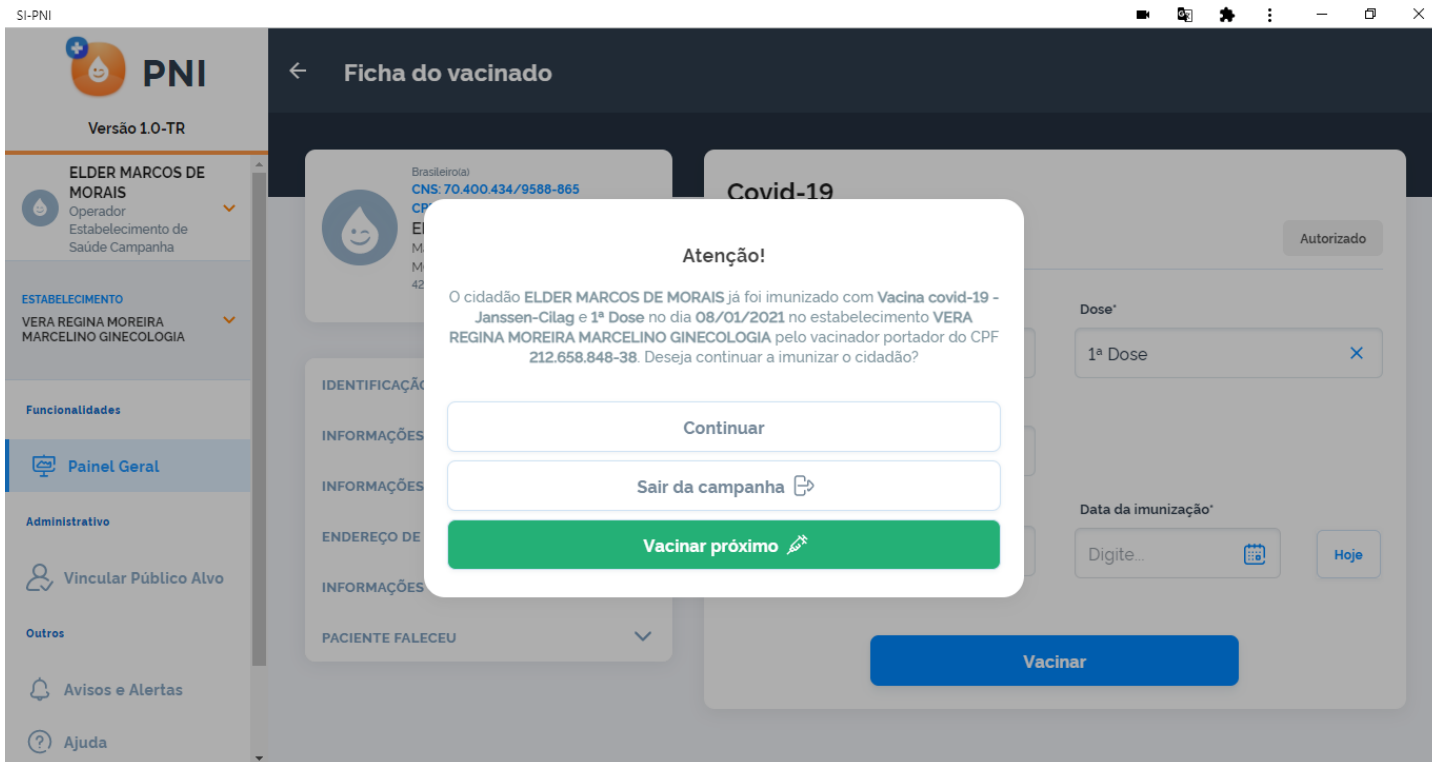 SI-PNI
PNI
Versão 1.0-TR
ELDER MARCOS DE
MORAIS
Operador
Estabelecimento de
Saúde Campanha
ESTABELECIMENTO
VERA REGINA MOREIRA
MARCELINO GINECOLOGIA
Funcionalidades
Painel Geral
Administrativo
Vincular Público Alvo
Outros
Avisos e Alertas
Ajuda
Ficha do vacinado
Brasileiro(a)
CNS: 70.400.434/9588-865
IDENTIFICAÇÃO
INFORMAÇÕES
INFORMAÇÕES
ENDEREÇO DE
INFORMAÇÕES
PACIENTE FALECEU
Covid-19
Autorizado
Dose*
1ª Dose
Data da imunização*
Digite...
Hoje
Vacinar
Atenção!
O cidadão ELDER MARCOS DE MORAIS já foi imunizado com Vacina covid-19 -
Janssen-Cilag e 1ª Dose no dia 08/01/2021 no estabelecimento VERA
REGINA MOREIRA MARCELINO GINECOLOGIA pelo vacinador portador do CPF
212.658.848-38. Deseja continuar a imunizar o cidadão?
Continuar
Sair da campanha
Vacinar próximo